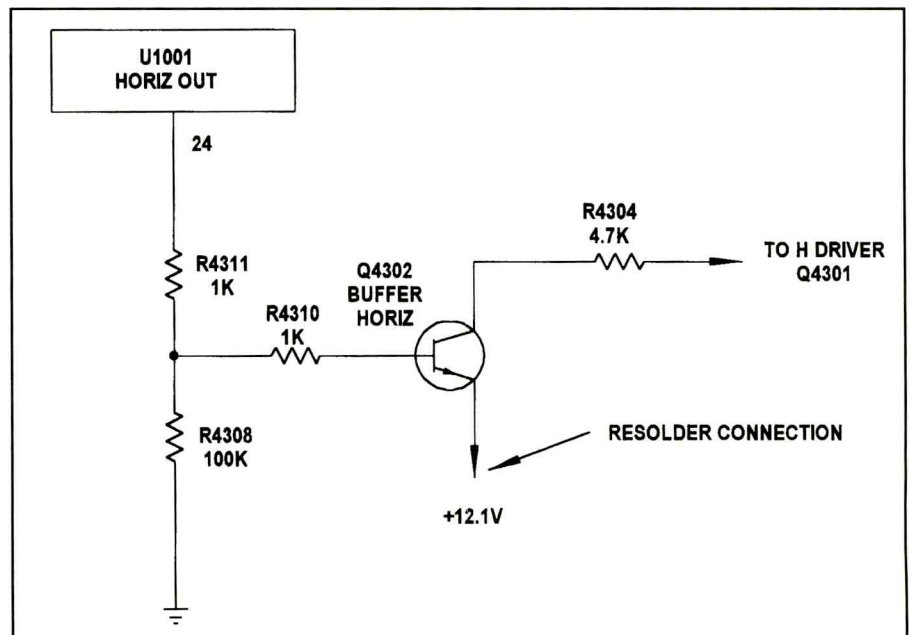 U1001
HORIZ OUT
24
R4311
1K
R4310
1K
Q4302
BUFFER
HORIZ
R4304
4.7K
TO H DRIVER
Q4301
R4308
100K
RESOLDER CONNECTION
+12.1V